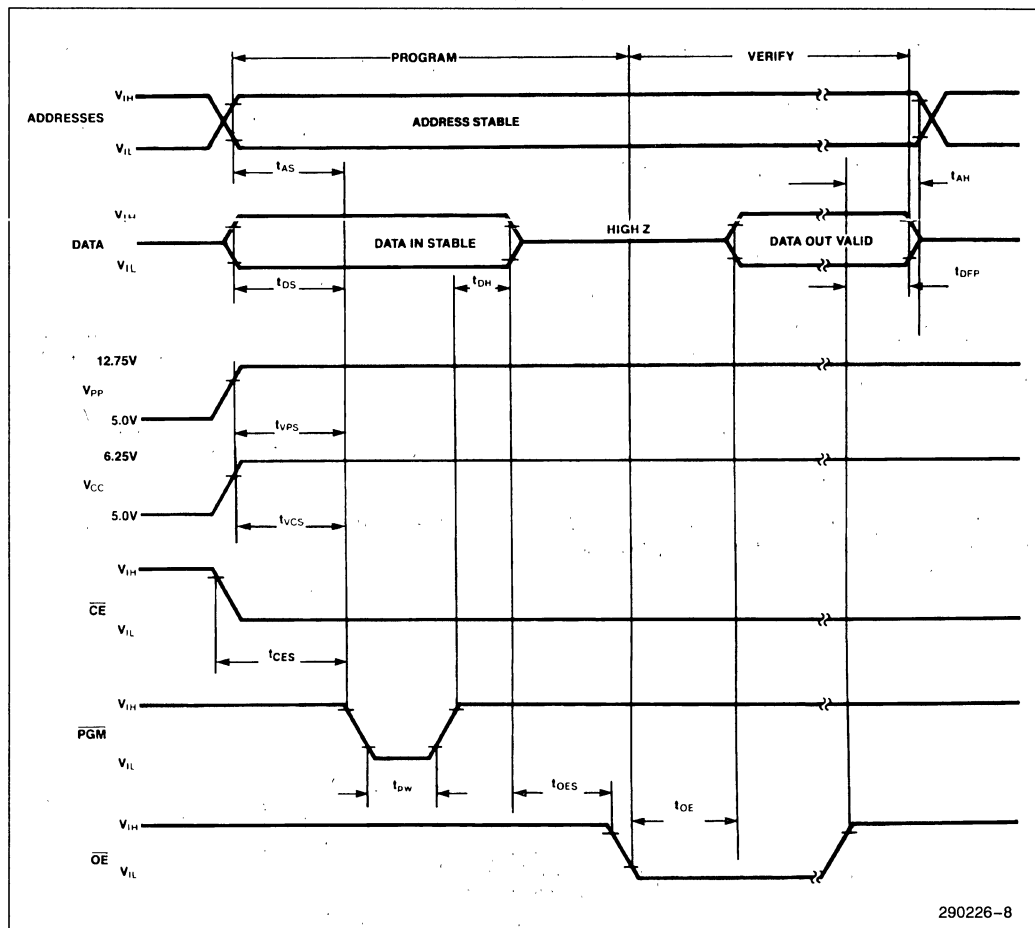 PROGRAM
VERIFY
VIH
ADDRESSES
ADDRESS STABLE
VIL
tAS
tAH
VIH
HIGH Z
DATA
DATA IN STABLE
DATA OUT VALID
VIL
tDS
tDH
tDFP
12.75V
VPP
5.0V
tVPS
6.25V
VCC
5.0V
tVCS
VIH
CE
VIL
tCES
VIH
PGM
VIL
tpw
tOES
tOE
VIH
OE
VIL
290226-8